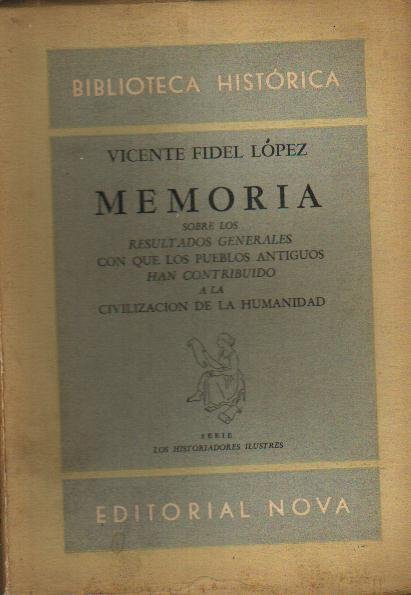 BIBLIOTECA HISTÓRICA
VICENTE FIDEL LÓPEZ
MEMORIA
SOBRE LOS
RESULTADOS GENERALES
CON QUE LOS PUEBLOS ANTIGUOS
HAN CONTRIBUIDO
A LA
CIVILIZACION DE LA HUMANIDAD
SERIE
LOS HISTORIADORES ILUSTRES
EDITORIAL NOVA